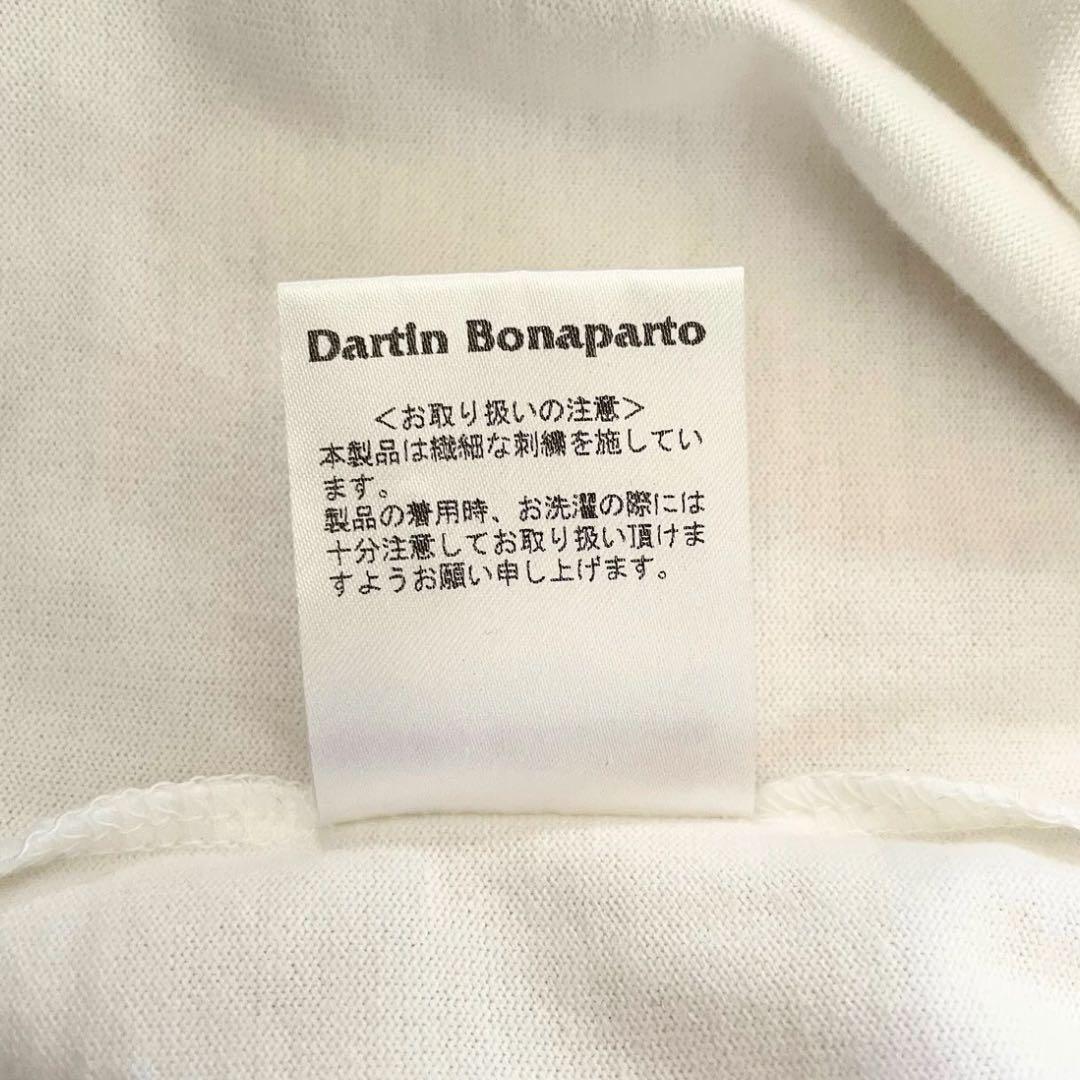 Dartin Bonaparto
＜お取り扱いの注意＞
本製品は繊細な刺繍を施してい
ます。
製品の着用時、お洗濯の際には
十分注意してお取り扱い頂けま
すようお願い申し上げます。